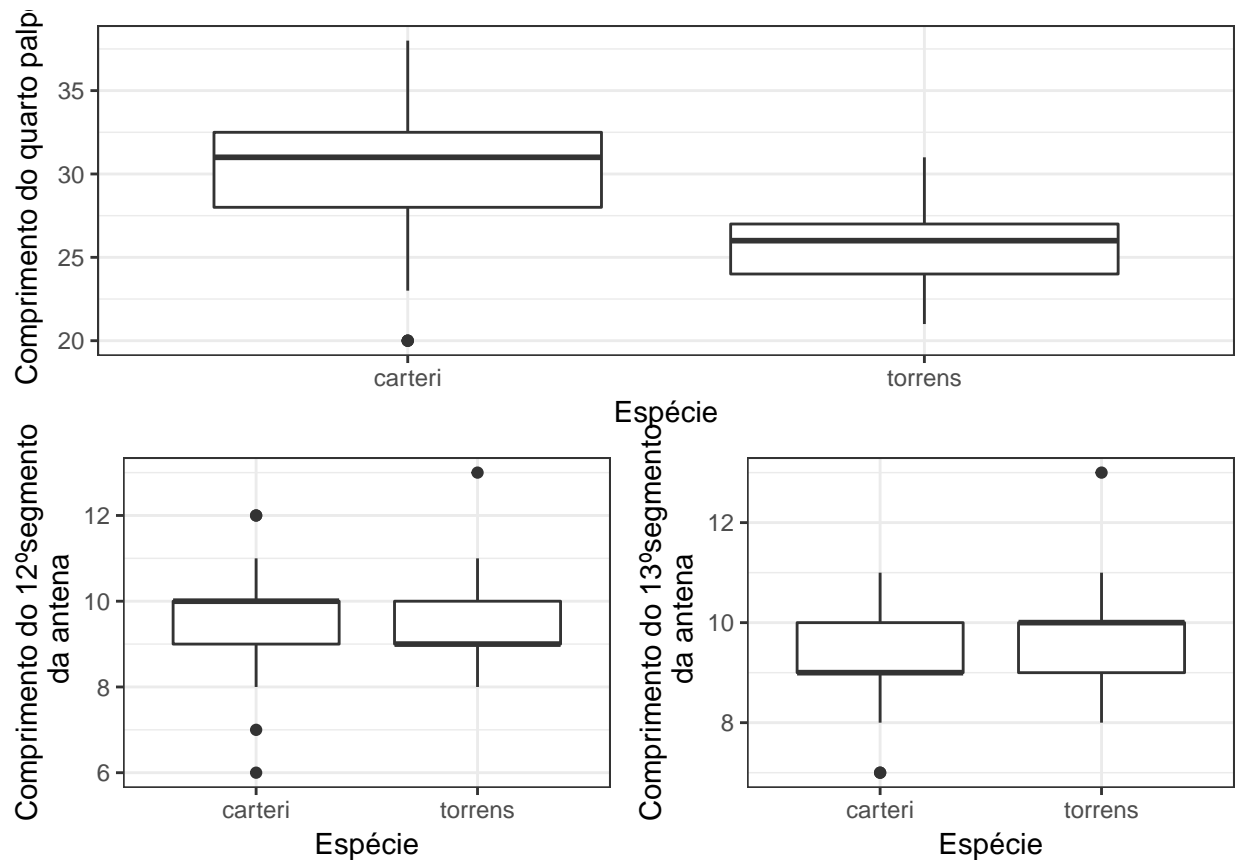 Comprimento do quarto palp
35
30
25
20
carteri
torrens
Espécie
Comprimento do 12ºsegmento
da antena
12
10
8
6
carteri
torrens
Espécie
Comprimento do 13ºsegmento
da antena
12
10
8
carteri
torrens
Espécie